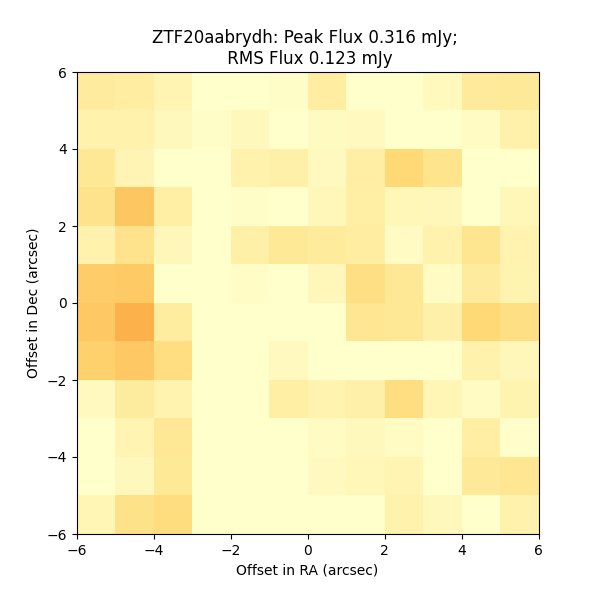 ZTF20aabrydh: Peak Flux 0.316 mJy;
RMS Flux 0.123 mJy
6
4
2
0
−2
−4
−6
Offset in Dec (arcsec)
−6 −4 −2 0 2 4 6
Offset in RA (arcsec)